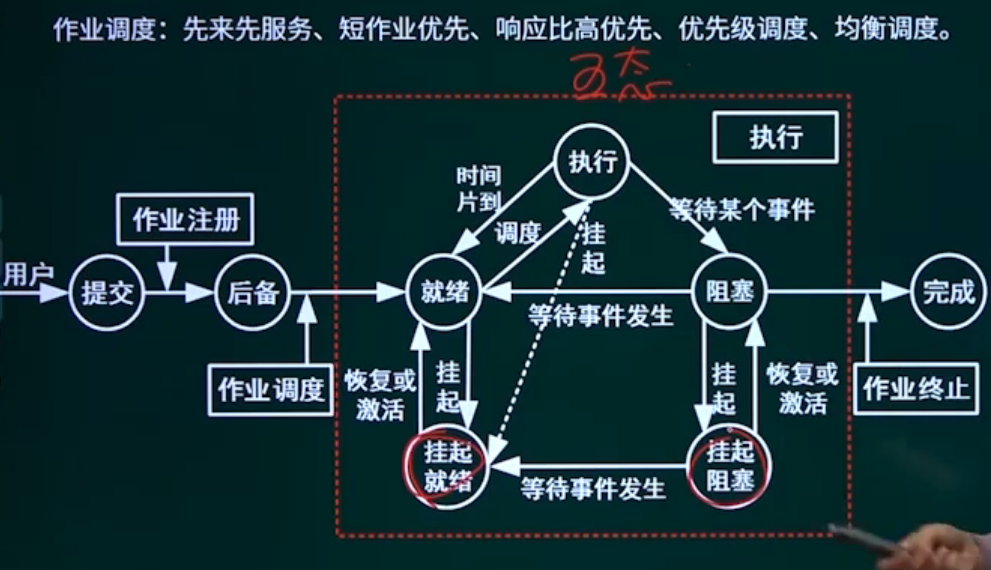 作业调度：先来先服务、短作业优先、响应比高优先、优先级调度、均衡调度。
五态
执行
执行
时间
片到
等待某个事件
调度
挂
起
作业注册
用户
提交
后备
就绪
阻塞
完成
等待事件发生
作业调度
恢复或
激活
挂
起
挂
起
恢复或
激活
作业终止
挂起
就绪
挂起
阻塞
等待事件发生